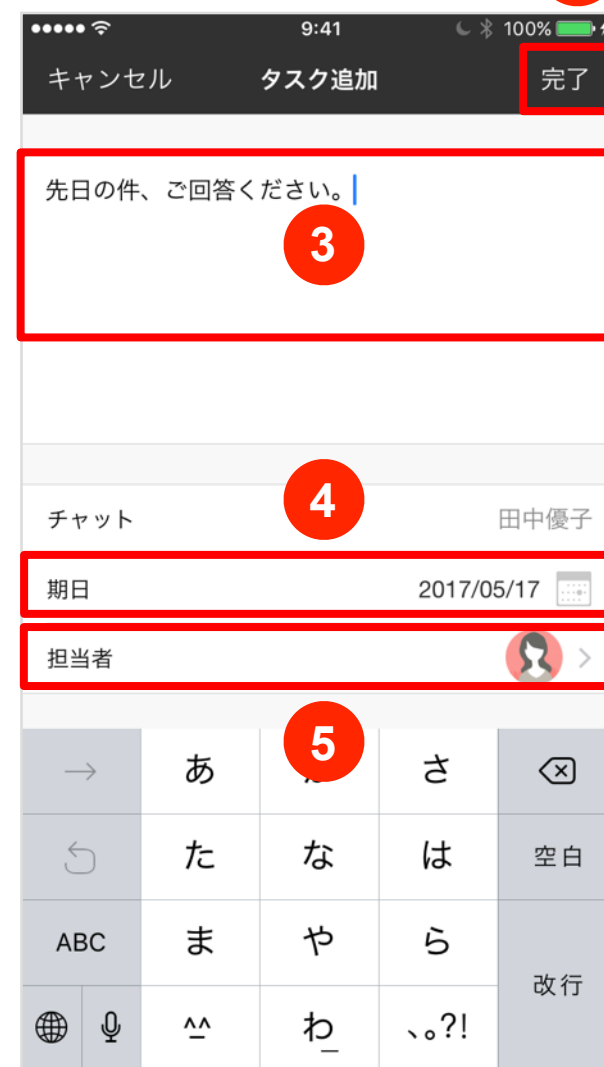 9:41 100%
キャンセル タスク追加 完了
先日の件、ご回答ください。
3
4
チャット 田中優子
期日 2017/05/17
担当者
5
→ あ さ
た な は 空白
ABC ま や ら
改行
^^ わ_ 、。?!